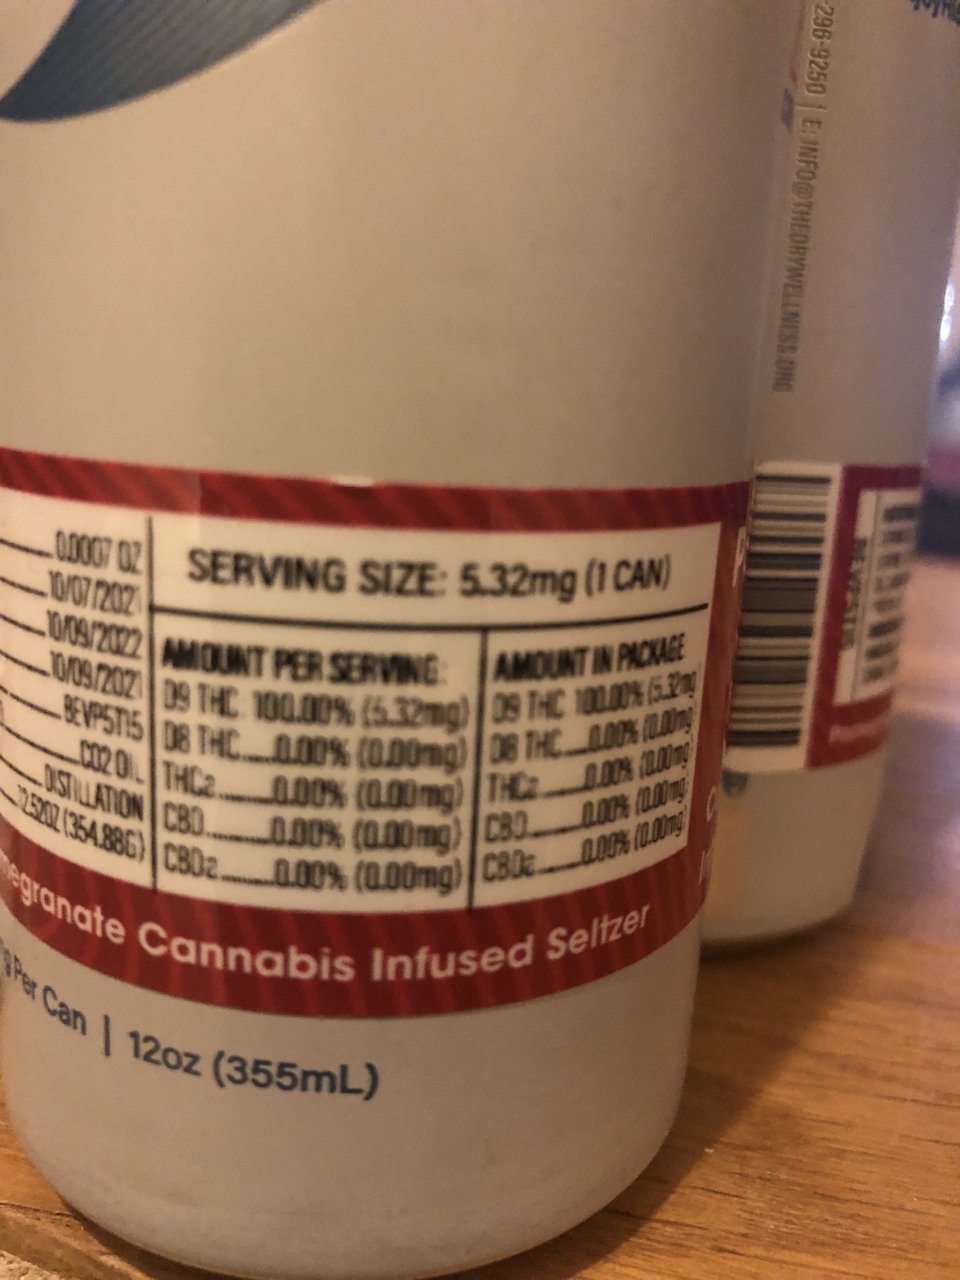 0.0007 OZ
10/07/2021
10/09/2022
10/09/2021
BEVP5T15
CO2 OIL
DISTILLATION
12.52OZ (354.88G)
SERVING SIZE: 5.32mg (1 CAN)
AMOUNT PER SERVING:
D9 THC 100.00% (5.32mg)
D8 THC.....0.00% (0.00mg)
THCa........0.00% (0.00mg)
CBD.........0.00% (0.00mg)
CBDa........0.00% (0.00mg)
AMOUNT IN PACKAGE
D9 THC 100.00% (5.32mg
D8 THC....0.00% (0.00mg)
THCa.......0.00% (0.00mg)
CBD........0.00% (0.00mg)
CBDa......0.00% (0.00mg)
megranate Cannabis Infused Seltzer
g Per Can | 12oz (355mL)
-296-9250 | E: INFO@THEORYWELLNESS.ORG